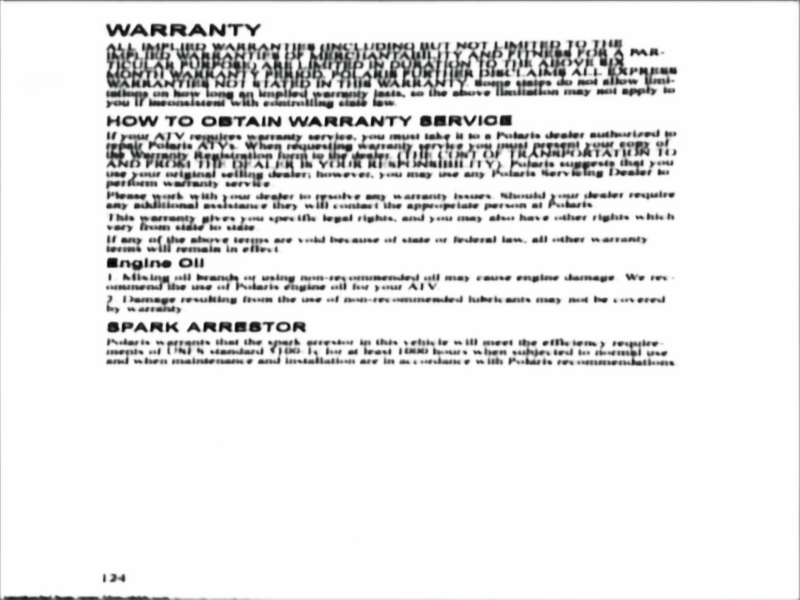 WARRANTY
ALL IMPLIED WARRANTIES (INCLUDING BUT NOT LIMITED TO THE
IMPLIED WARRANTIES OF MERCHANTABILITY AND FITNESS FOR A PAR-
TICULAR PURPOSE) ARE LIMITED IN DURATION TO THE ABOVE SIX
MONTH WARRANTY PERIOD. POLARIS FURTHER DISCLAIMS ALL EXPRESS
WARRANTIES NOT STATED IN THIS WARRANTY. Some states do not allow limi-
tations on how long an implied warranty lasts, so the above limitation may not apply to
you if inconsistent with controlling state law.
HOW TO OBTAIN WARRANTY SERVICE
If your ATV requires warranty service, you must take it to a Polaris dealer authorized to
repair Polaris ATVs. When requesting warranty service you must present your copy of
the Warranty Registration form to the dealer. (THE COST OF TRANSPORTATION TO
AND FROM THE DEALER IS YOUR RESPONSIBILITY). Polaris suggests that you
use your original selling dealer; however, you may use any Polaris Servicing Dealer to
perform warranty service.
Please work with your dealer to resolve any warranty issues. Should your dealer require
any additional assistance they will contact the appropriate person at Polaris.
This warranty gives you specific legal rights, and you may also have other rights which
vary from state to state.
If any of the above terms are void because of state or federal law, all other warranty
terms will remain in effect.
Engine Oil
1. Mixing oil brands or using non-recommended oil may cause engine damage. We rec-
ommend the use of Polaris engine oil for your ATV.
2. Damage resulting from the use of non-recommended lubricants may not be covered
by warranty.
SPARK ARRESTOR
Polaris warrants that the spark arrestor in this vehicle will meet the efficiency require-
ments of USFS standard 5100-1c for at least 1000 hours when subjected to normal use
and when maintenance and installation are in accordance with Polaris recommendations.
124